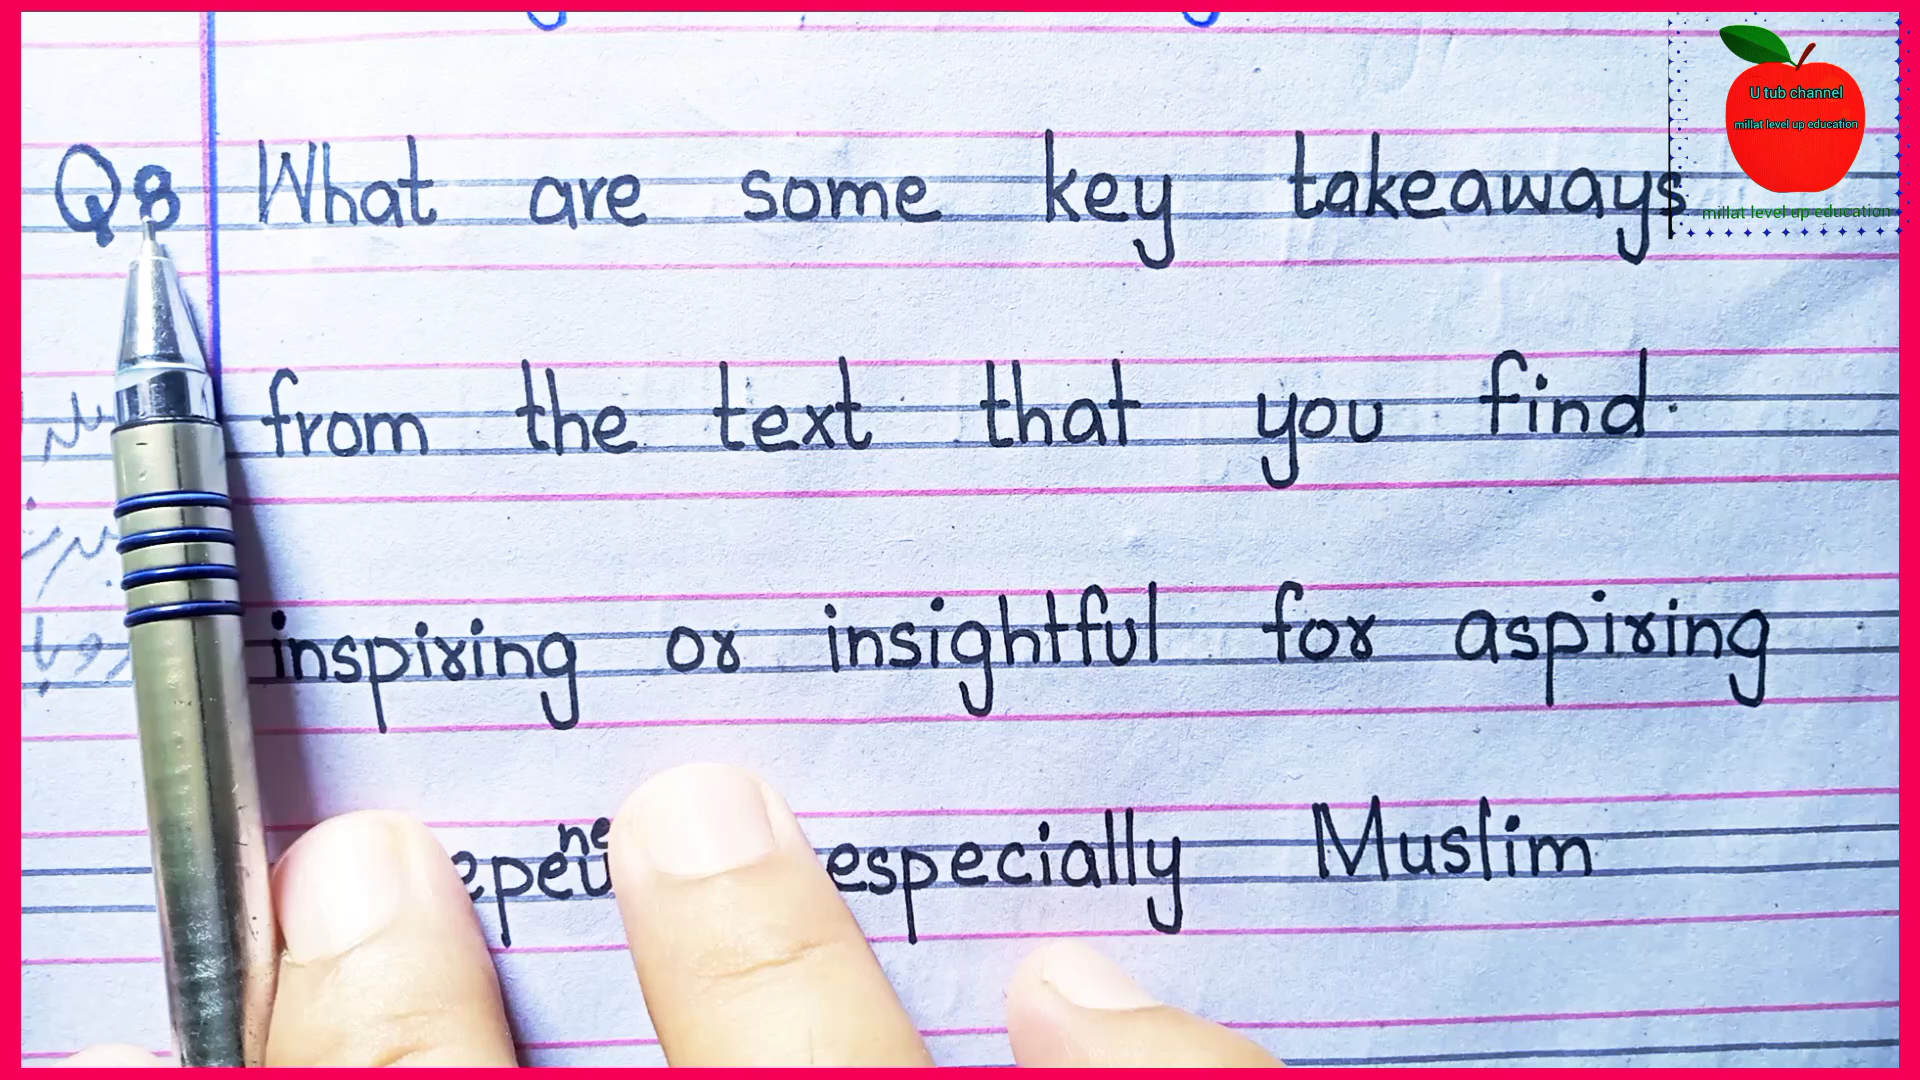 Q8 What are some key takeaways
from the text that you find
inspiring or insightful for aspiring
especially Muslim
U tub channel
millat level up education
millat level up education